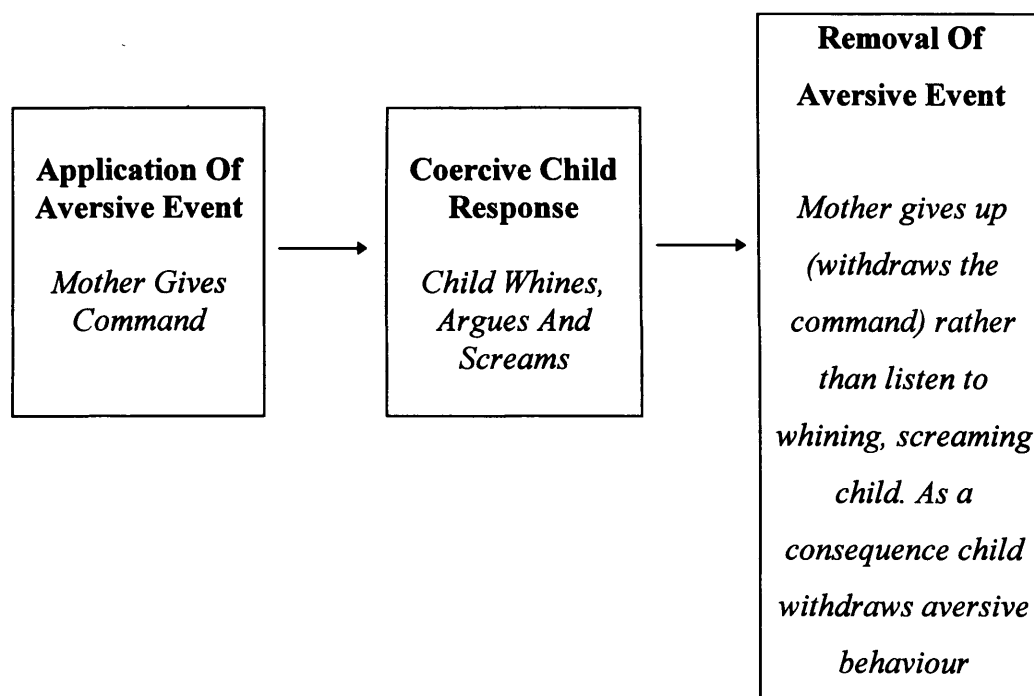 Application Of
Aversive Event
Mother Gives
Command
Coercive Child
Response
Child Whines,
Argues And
Screams
Removal Of
Aversive Event
Mother gives up
(withdraws the
command) rather
than listen to
whining, screaming
child. As a
consequence child
withdraws aversive
behaviour